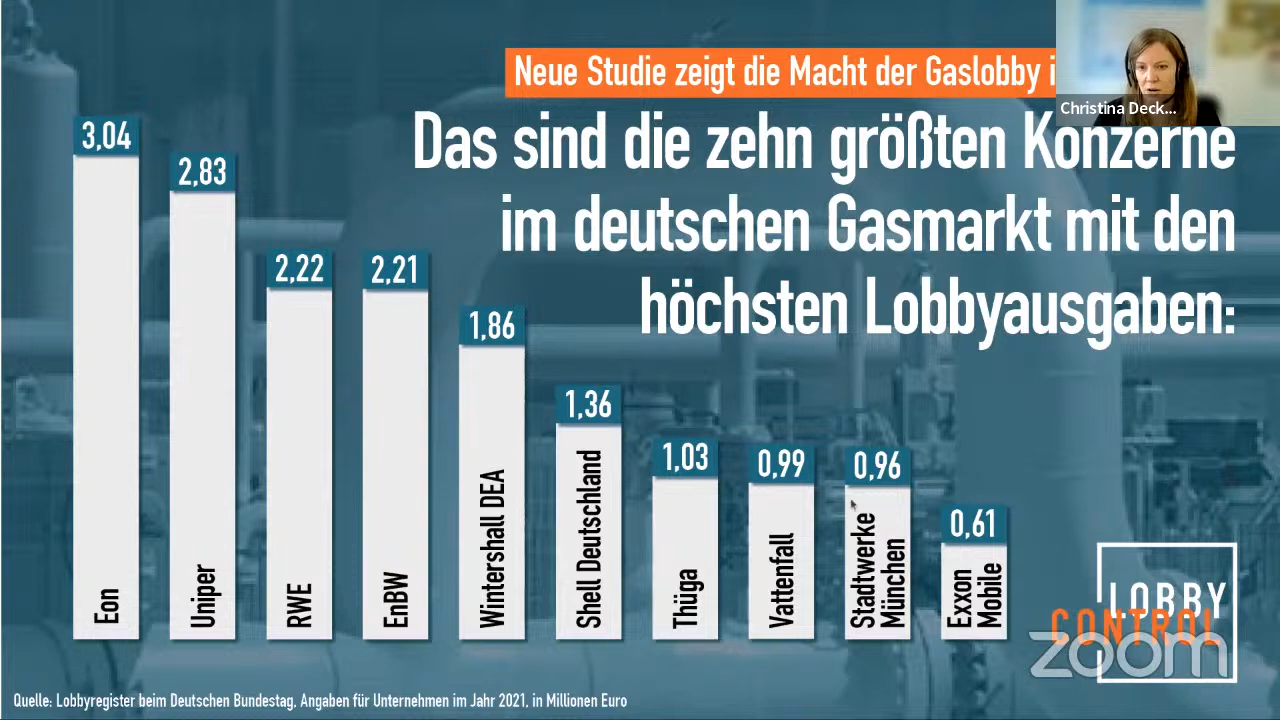 Neue Studie zeigt die Macht der Gaslobby i
Christina Deck...
Das sind die zehn größten Konzerne
im deutschen Gasmarkt mit den
höchsten Lobbyausgaben:
3,04
2,83
2,22
2,21
1,86
1,36
1,03
0,99
0,96
0,61
Eon
Uniper
RWE
EnBW
Wintershall DEA
Shell Deutschland
Thüga
Vattenfall
Stadtwerke
München
Exxon
Mobile
LOBBY
CONTROL
zoom
Quelle: Lobbyregister beim Deutschen Bundestag, Angaben für Unternehmen im Jahr 2021, in Millionen Euro